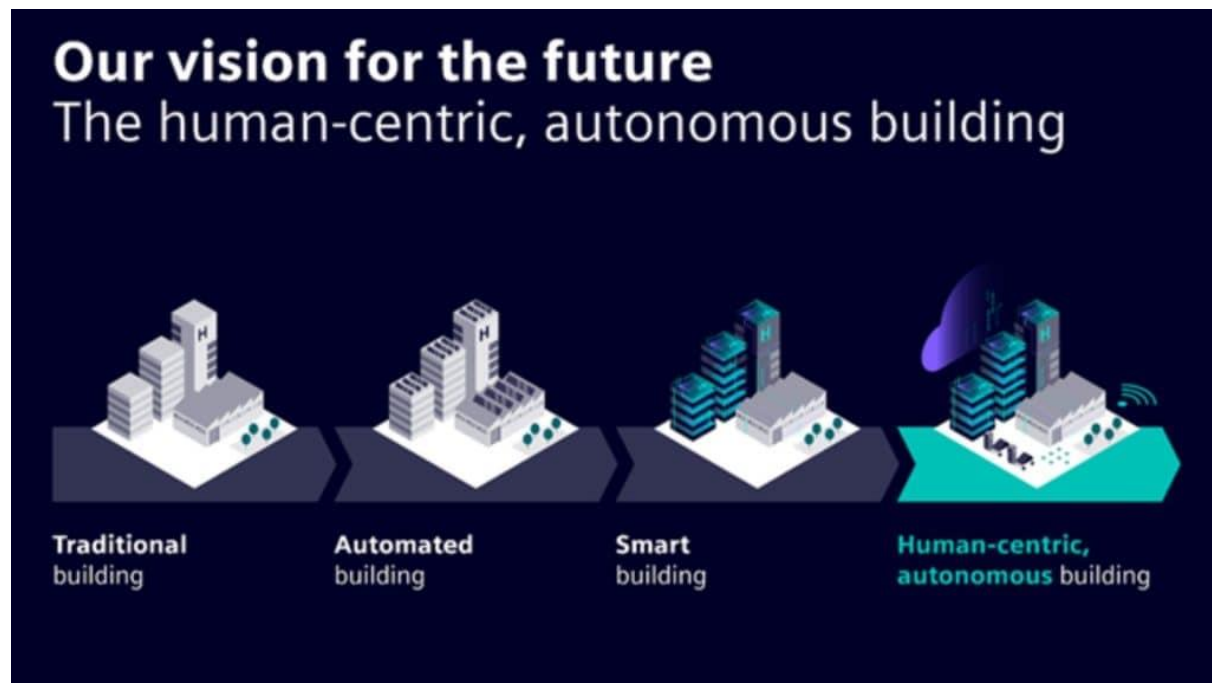 Our vision for the future
The human-centric, autonomous building
H
H
H
H
Traditional
building
Automated
building
Smart
building
Human-centric,
autonomous building